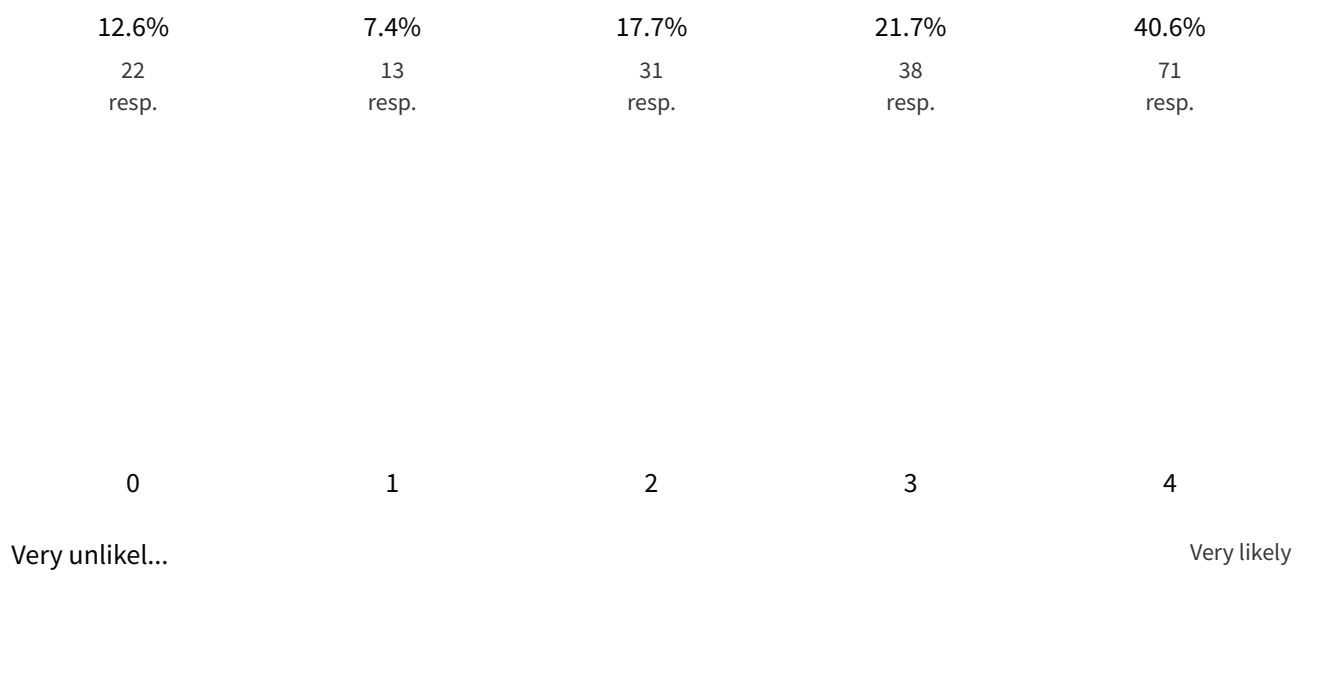 12.6% 7.4% 17.7% 21.7% 40.6%
22 13 31 38 71
resp. resp. resp. resp. resp.
0 1 2 3 4
Very unlikel... Very likely